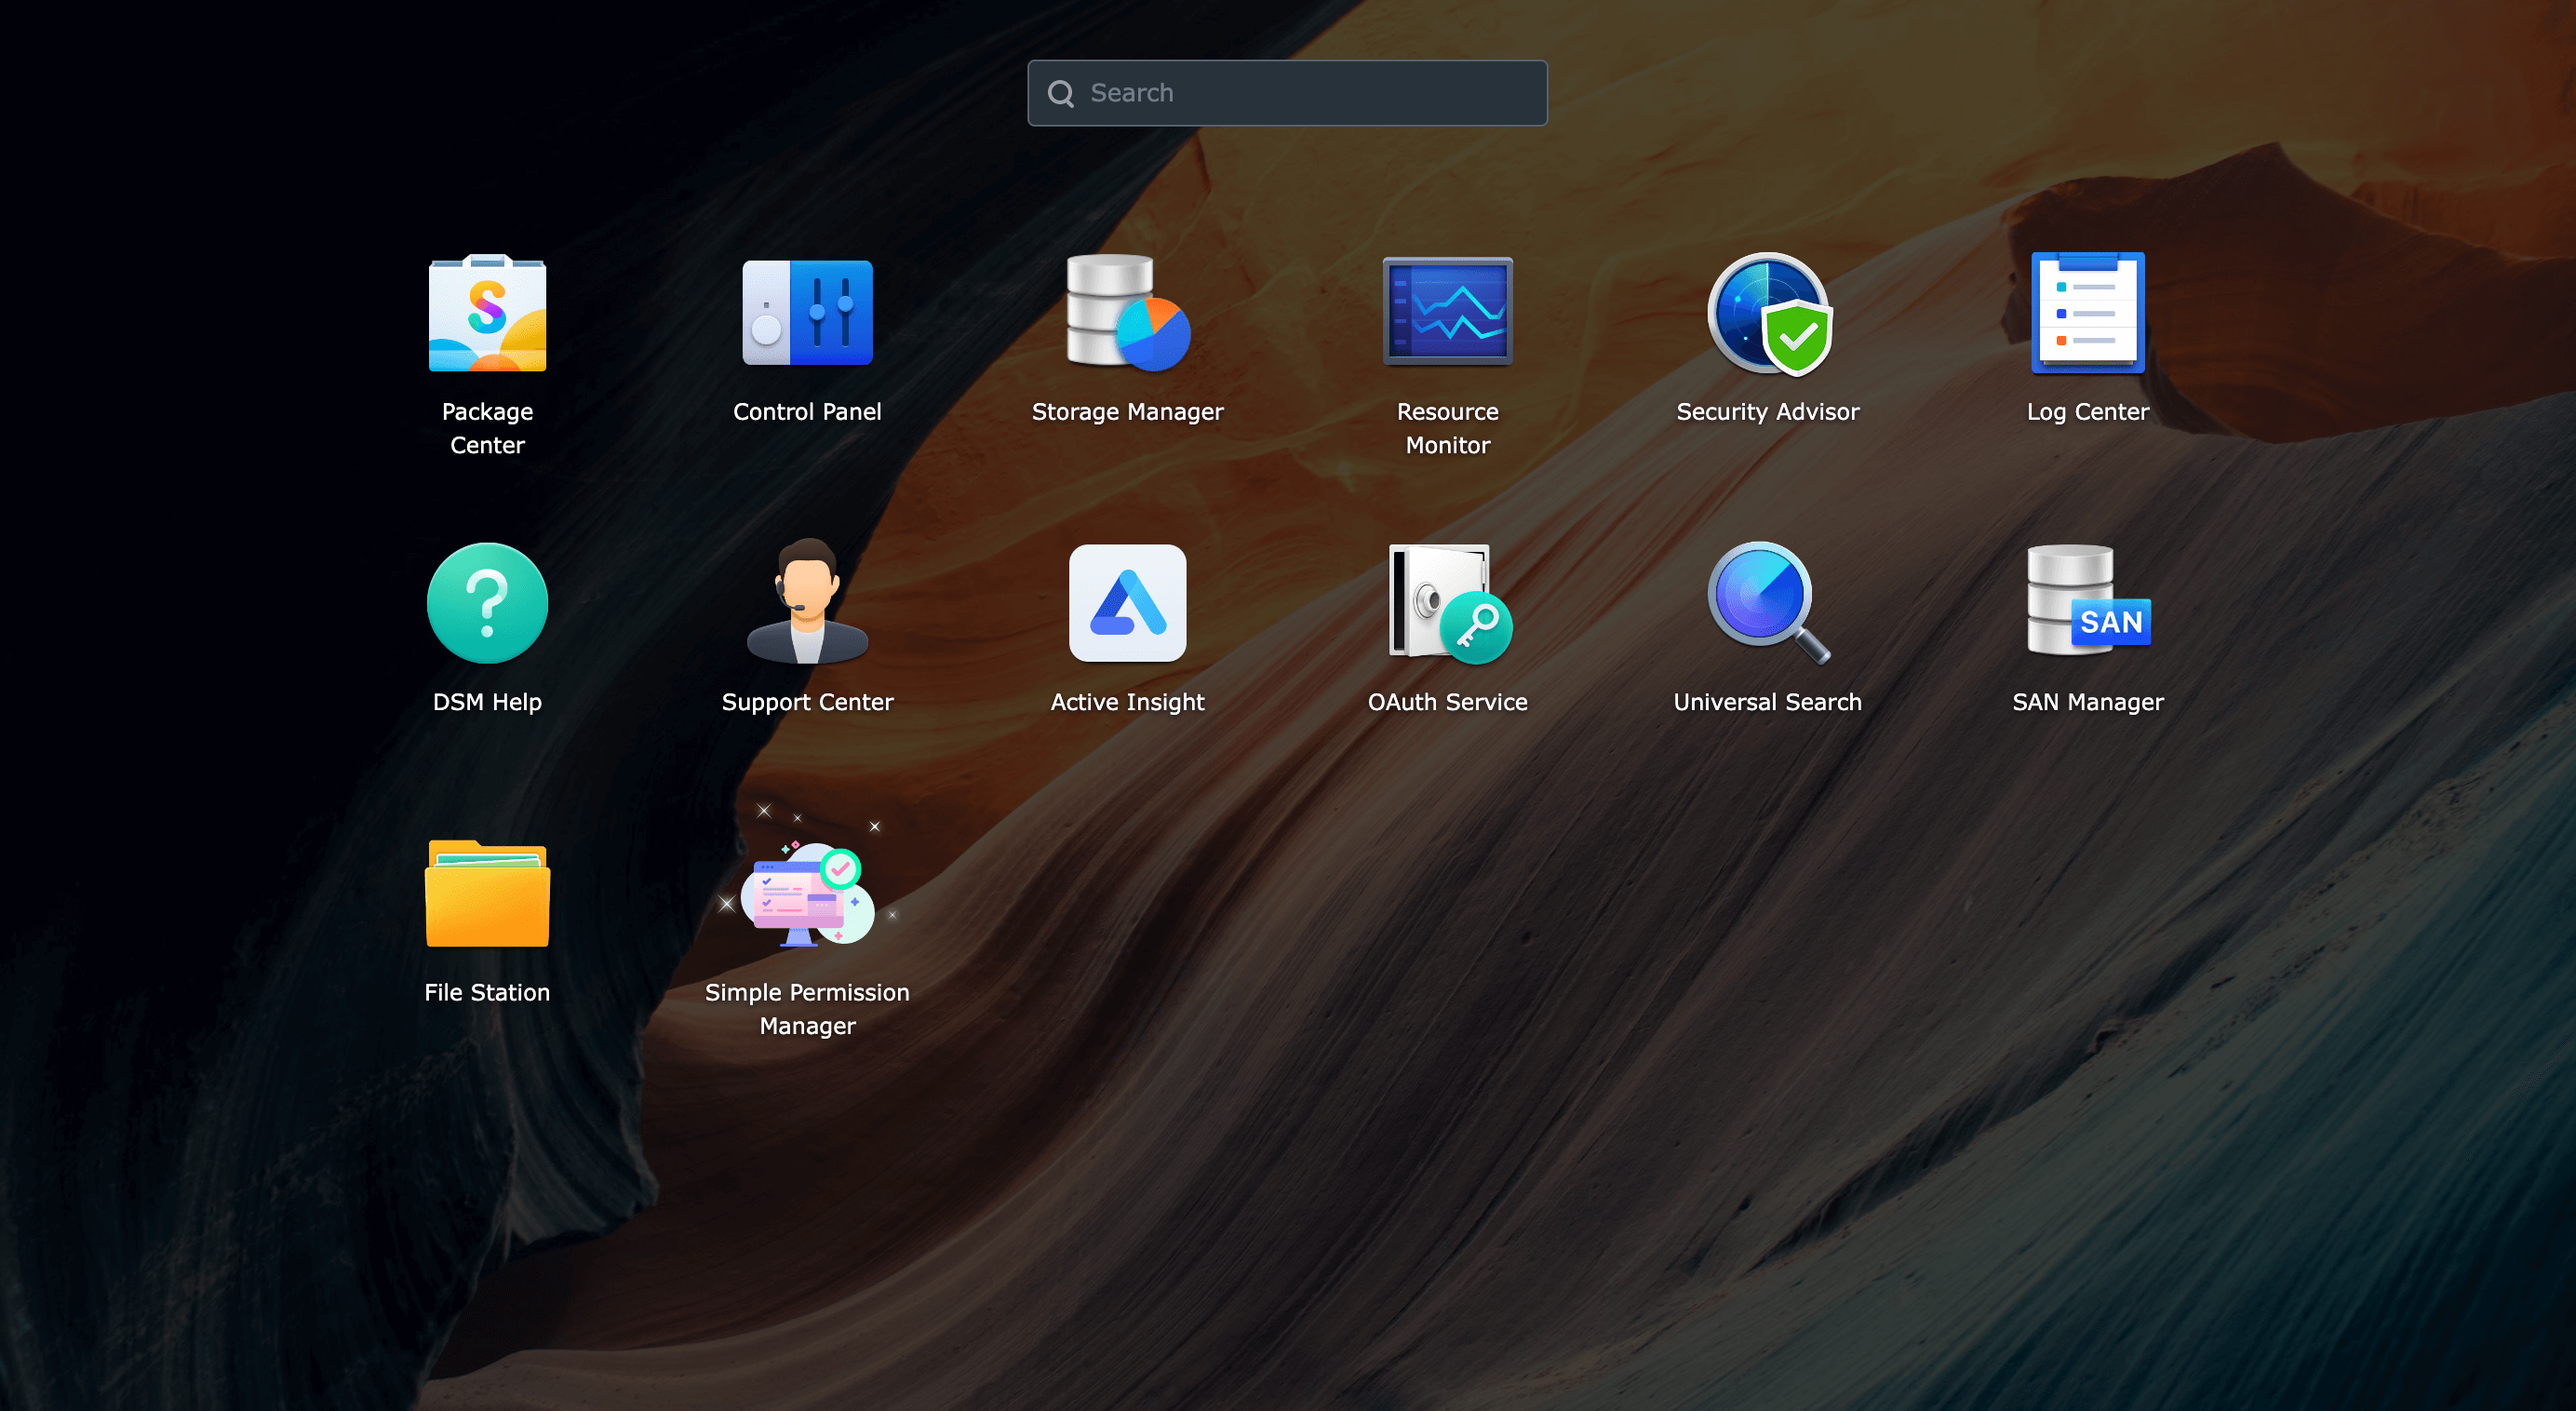 Search
Package
Center
Control Panel
Storage Manager
Resource
Monitor
Security Advisor
Log Center
DSM Help
Support Center
Active Insight
OAuth Service
Universal Search
SAN
SAN Manager
File Station
Simple Permission
Manager